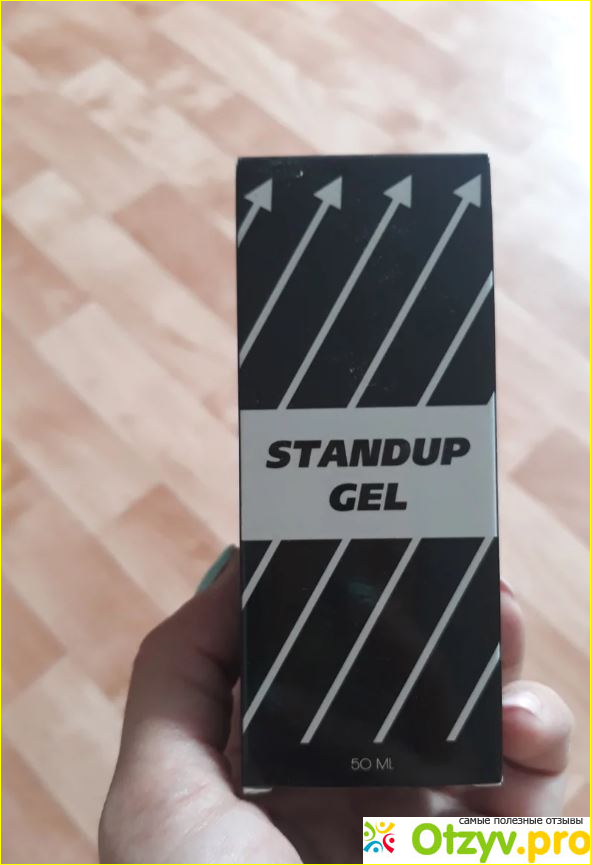 STANDUP
GEL
50 ML
самые полезные отзывы
Otzyv.pro